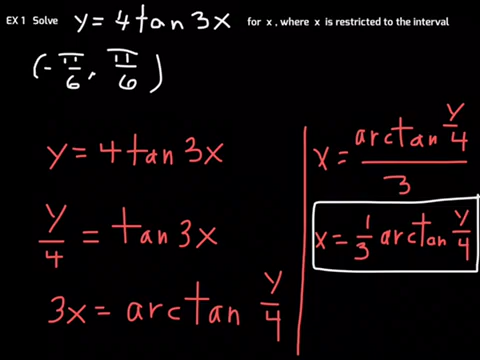 EX 1 Solve y = 4 tan 3x for x, where x is restricted to the interval
(-π/6, π/6)
y = 4 tan 3x
y/4 = tan 3x
3x = arctan y/4
x = arctan y/4 / 3
x = 1/3 arctan y/4